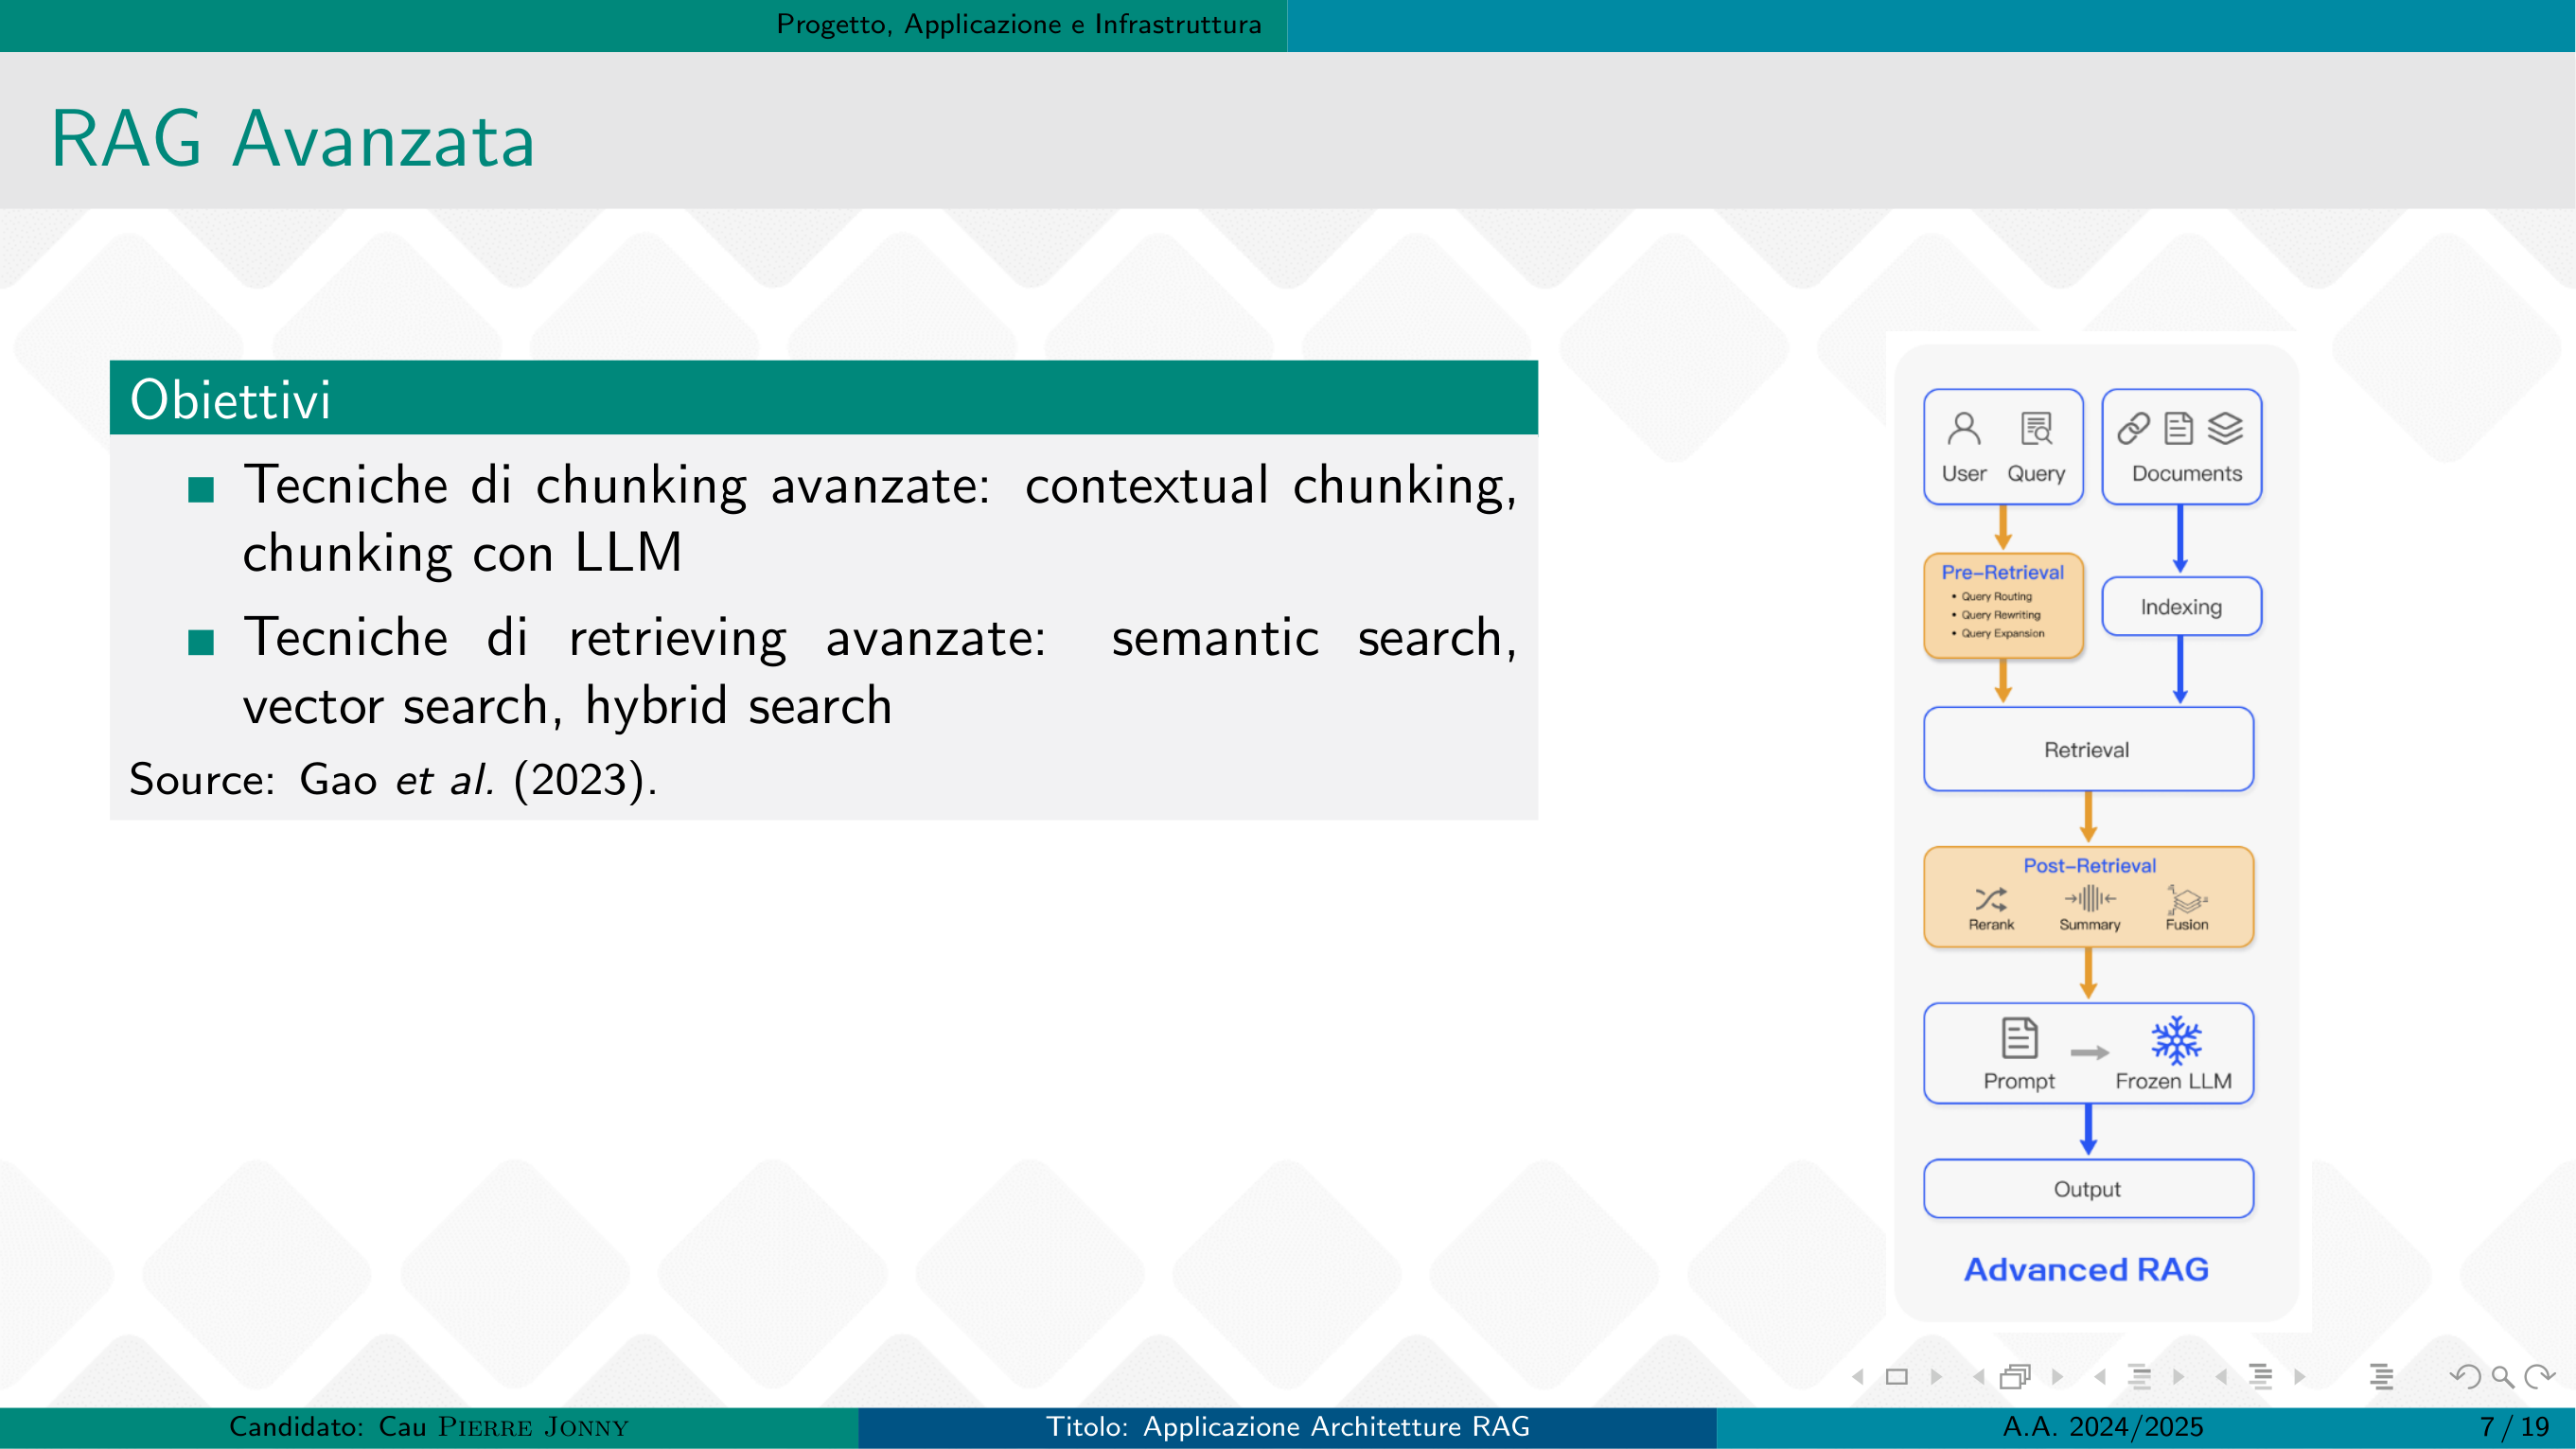 Progetto, Applicazione e Infrastruttura
RAG Avanzata
Obiettivi
Tecniche di chunking avanzate: contextual chunking,
chunking con LLM
Tecniche di retrieving avanzate: semantic search,
vector search, hybrid search
Source: Gao et al. (2023).
User Query
Documents
Pre-Retrieval
• Query Routing
• Query Rewriting
• Query Expansion
Indexing
Retrieval
Post-Retrieval
Rerank Summary Fusion
Prompt Frozen LLM
Output
Advanced RAG
Candidato: Cau Pierre Jonny Titolo: Applicazione Architetture RAG A.A. 2024/2025 7 / 19